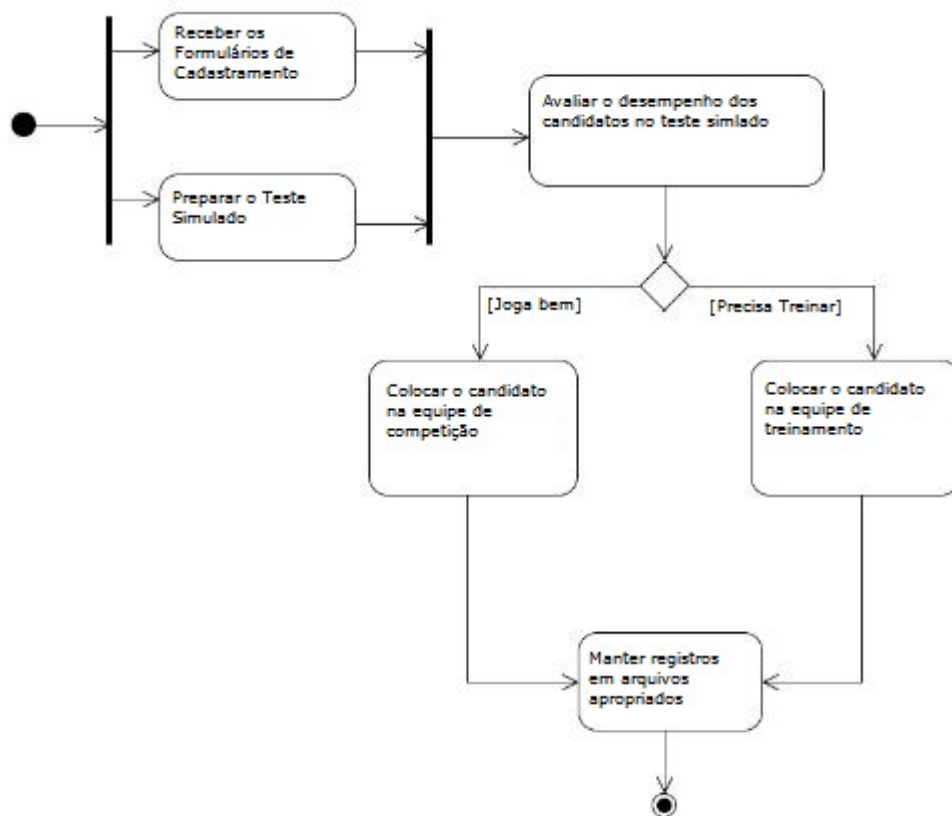 Receber os
Formulários de
Cadastramento
Avaliar o desempenho dos
candidatos no teste simlado
Preparar o Teste
Simulado
[Joga bem]
[Precisa Treinar]
Colocar o candidato
na equipe de
competição
Colocar o candidato
na equipe de
treinamento
Manter registros
em arquivos
apropriados